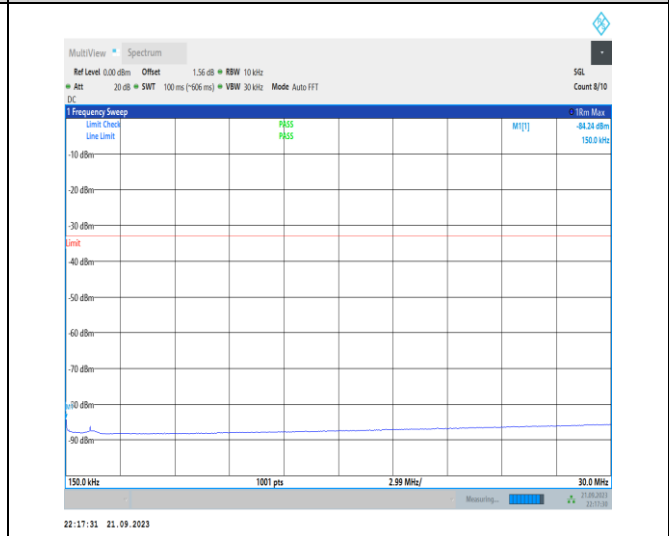 MultiView Spectrum
Ref Level 0.00 dBm Offset 1.56 dB RBW 10 kHz SGL
Att 20 dB SWT 100 ms (~606 ms) VBW 30 kHz Mode Auto FFT Count 8/10
DC
1 Frequency Sweep 1Rm Max
Limit Check PASS M1[1] -84.24 dBm
Line Limit PASS 150.0 kHz
-10 dBm
-20 dBm
-30 dBm
Limit
-40 dBm
-50 dBm
-60 dBm
-70 dBm
-80 dBm
-90 dBm
150.0 kHz 1001 pts 2.99 MHz/ 30.0 MHz
Measuring... 21.09.2023
22:17:30
22:17:31 21.09.2023